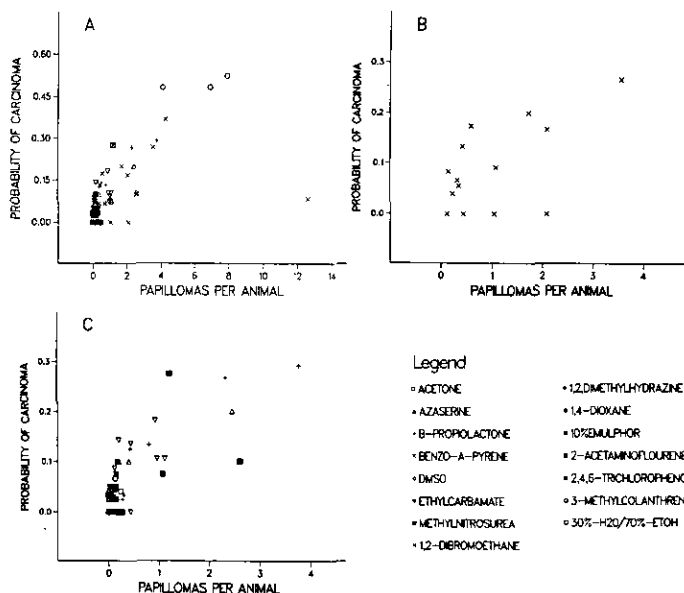 A
B
PROBABILITY OF CARCINOMA
0.60
0.45
0.30
0.15
0.00
0 2 4 6 8 10 12 14
PAPILLOMAS PER ANIMAL
PROBABILITY OF CARCINOMA
0.3
0.2
0.1
0.0
0 1 2 3 4
PAPILLOMAS PER ANIMAL
C
PROBABILITY OF CARCINOMA
0.3
0.2
0.1
0.0
0 1 2 3 4
PAPILLOMAS PER ANIMAL
Legend
ACETONE
AZASERINE
B-PROPIOLACTONE
BENZO-A-PYRENE
DMSO
ETHYLCARBAMATE
METHYLNITROSUREA
1,2-DIBROMOETHANE
1,2,DIMETHYLHYDRAZINE
1,4-DIOXANE
10%EMULPHOR
2-ACETAMINOFLOURENE
2,4,6-TRICHLOROPHENO
3-METHYLCOLANTHREN
30%-H2O/70%-ETOH